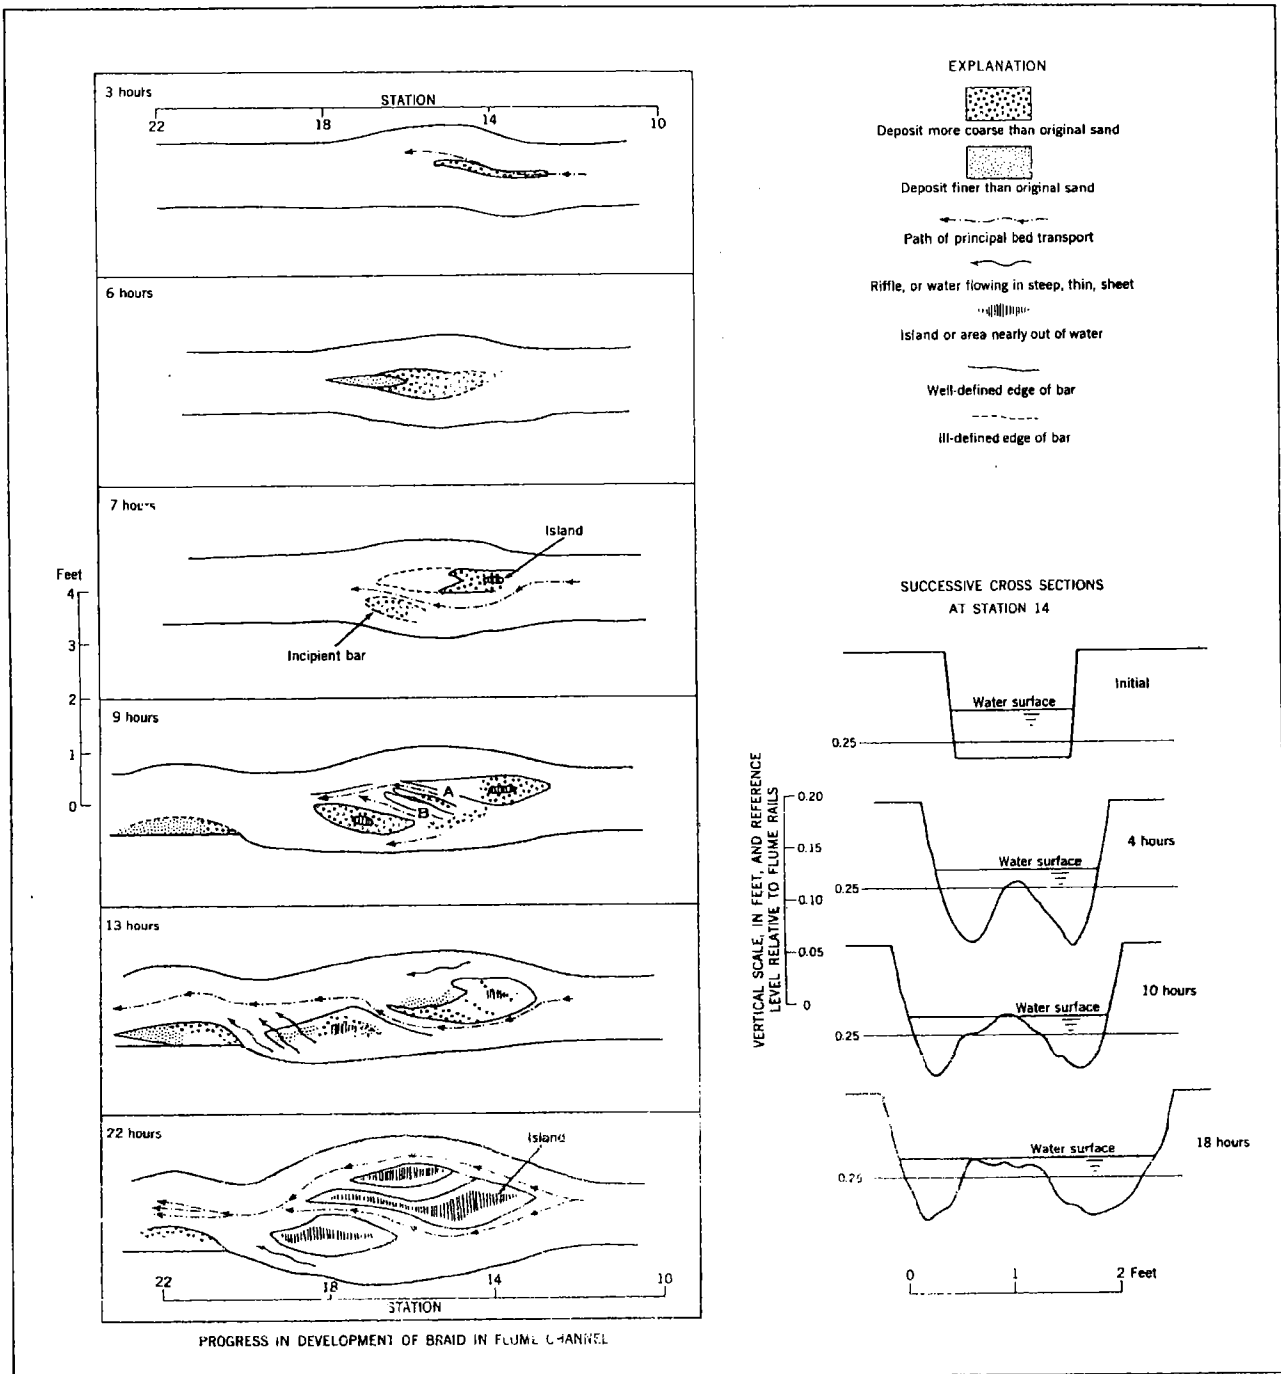 3 hours
STATION
22 18 14 10
6 hours
7 hours
Island
Incipient bar
Feet
4
3
2
1
0
9 hours
A
B
13 hours
22 hours
Island
22 18 14 10
STATION
PROGRESS IN DEVELOPMENT OF BRAID IN FLUME CHANNEL
EXPLANATION
Deposit more coarse than original sand
Deposit finer than original sand
Path of principal bed transport
Riffle, or water flowing in steep, thin, sheet
Island or area nearly out of water
Well-defined edge of bar
Ill-defined edge of bar
SUCCESSIVE CROSS SECTIONS
AT STATION 14
Initial
Water surface
0.25
VERTICAL SCALE, IN FEET, AND REFERENCE
LEVEL RELATIVE TO FLUME RAILS
0.20
0.15
0.10
0.05
0
4 hours
Water surface
0.25
10 hours
Water surface
0.25
18 hours
Water surface
0.25
0 1 2 Feet